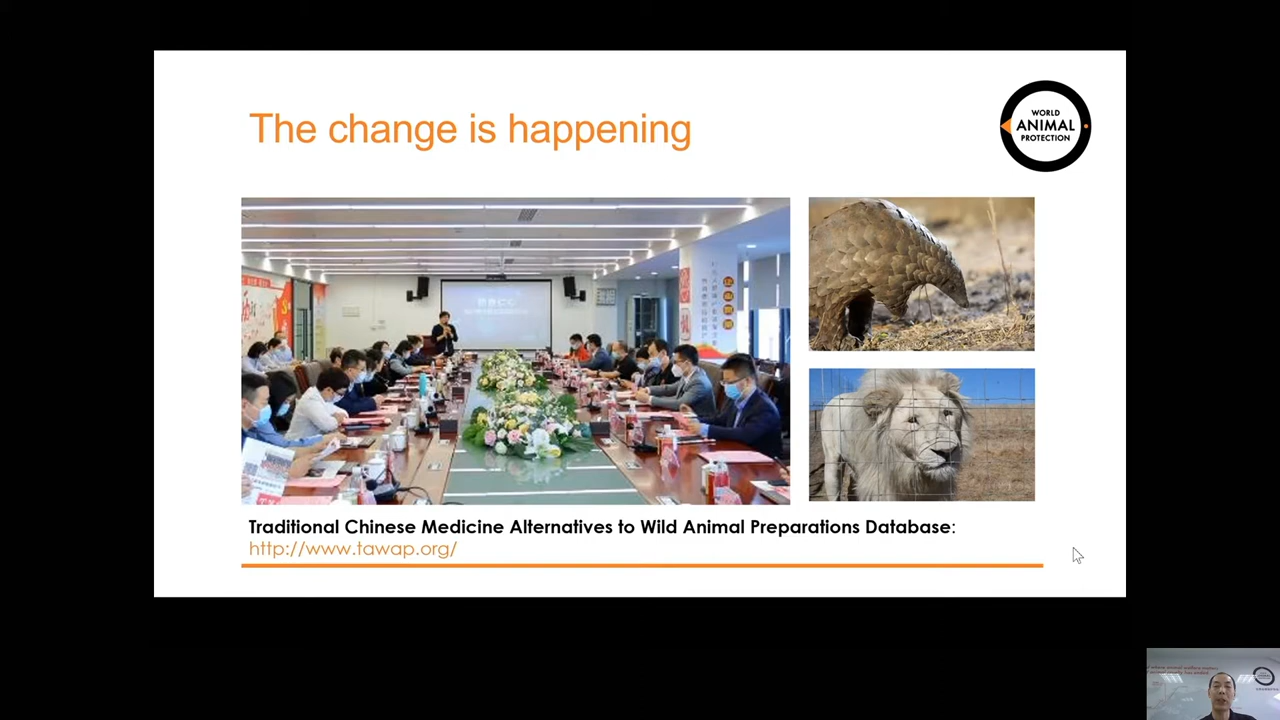 The change is happening
WORLD
ANIMAL
PROTECTION
Traditional Chinese Medicine Alternatives to Wild Animal Preparations Database:
http://www.tawap.org/